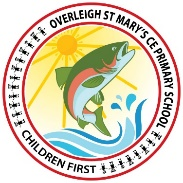 OVERLEIGH ST MARY'S CE PRIMARY SCHOOL
CHILDREN FIRST